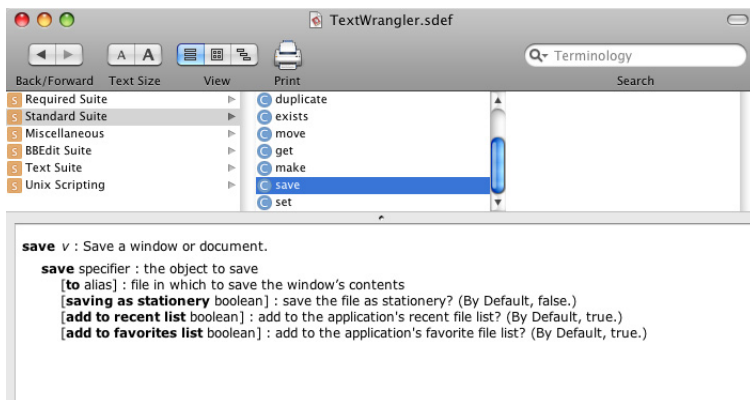 TextWrangler.sdef
A A
Terminology
Back/Forward Text Size View Print Search
S Required Suite
S Standard Suite
S Miscellaneous
S BBEdit Suite
S Text Suite
S Unix Scripting
C duplicate
C exists
C move
C get
C make
C save
C set
save v : Save a window or document.
save specifier : the object to save
[to alias] : file in which to save the window’s contents
[saving as stationery boolean] : save the file as stationery? (By Default, false.)
[add to recent list boolean] : add to the application's recent file list? (By Default, true.)
[add to favorites list boolean] : add to the application's favorite file list? (By Default, true.)